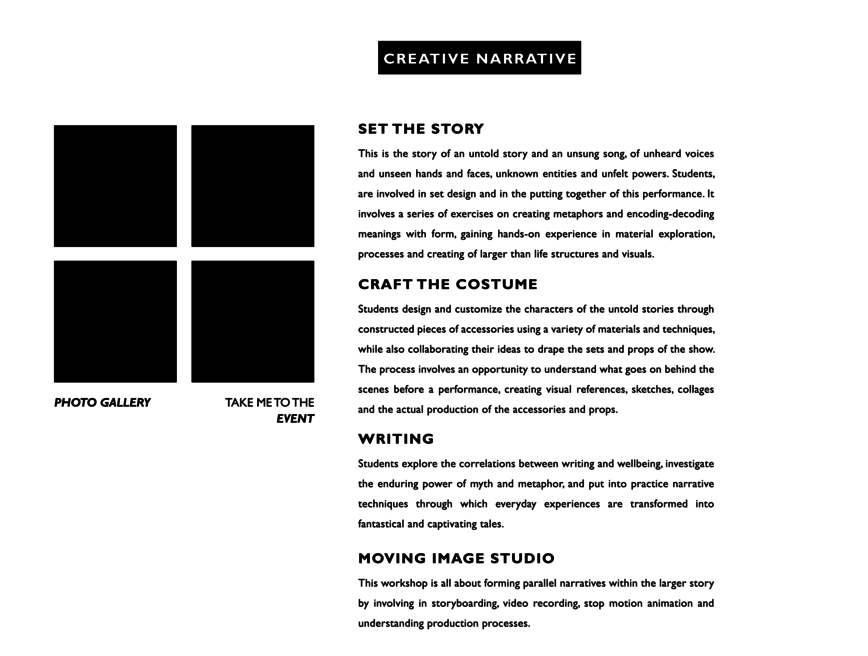 CREATIVE NARRATIVE
PHOTO GALLERY
TAKE ME TO THE
EVENT
SET THE STORY
This is the story of an untold story and an unsung song, of unheard voices
and unseen hands and faces, unknown entities and unfelt powers. Students,
are involved in set design and in the putting together of this performance. It
involves a series of exercises on creating metaphors and encoding-decoding
meanings with form, gaining hands-on experience in material exploration,
processes and creating of larger than life structures and visuals.
CRAFT THE COSTUME
Students design and customize the characters of the untold stories through
constructed pieces of accessories using a variety of materials and techniques,
while also collaborating their ideas to drape the sets and props of the show.
The process involves an opportunity to understand what goes on behind the
scenes before a performance, creating visual references, sketches, collages
and the actual production of the accessories and props.
WRITING
Students explore the correlations between writing and wellbeing, investigate
the enduring power of myth and metaphor, and put into practice narrative
techniques through which everyday experiences are transformed into
fantastical and captivating tales.
MOVING IMAGE STUDIO
This workshop is all about forming parallel narratives within the larger story
by involving in storyboarding, video recording, stop motion animation and
understanding production processes.